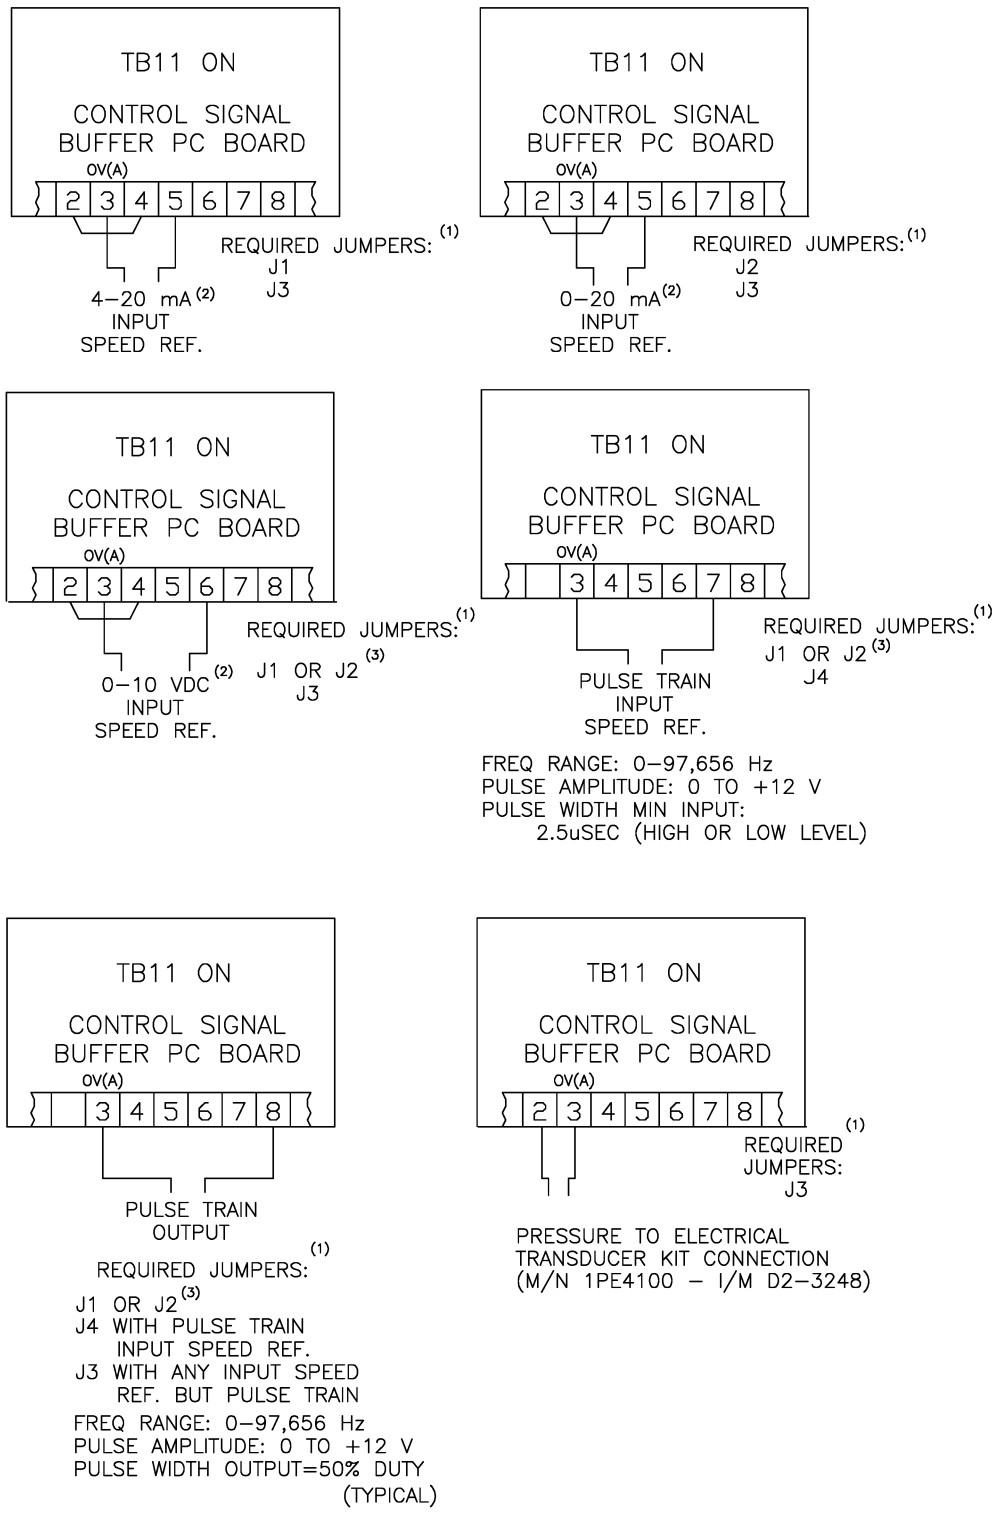 TB11 ON
CONTROL SIGNAL
BUFFER PC BOARD
0V(A)
2 3 4 5 6 7 8
REQUIRED JUMPERS: (1)
J1
J3
4-20 mA (2)
INPUT
SPEED REF.
TB11 ON
CONTROL SIGNAL
BUFFER PC BOARD
0V(A)
2 3 4 5 6 7 8
REQUIRED JUMPERS: (1)
J2
J3
0-20 mA (2)
INPUT
SPEED REF.
TB11 ON
CONTROL SIGNAL
BUFFER PC BOARD
0V(A)
2 3 4 5 6 7 8
REQUIRED JUMPERS: (1)
J1 OR J2 (3)
J3
0-10 VDC (2)
INPUT
SPEED REF.
TB11 ON
CONTROL SIGNAL
BUFFER PC BOARD
0V(A)
3 4 5 6 7 8
REQUIRED JUMPERS: (1)
J1 OR J2 (3)
J4
PULSE TRAIN
INPUT
SPEED REF.
FREQ RANGE: 0-97,656 Hz
PULSE AMPLITUDE: 0 TO +12 V
PULSE WIDTH MIN INPUT:
2.5uSEC (HIGH OR LOW LEVEL)
TB11 ON
CONTROL SIGNAL
BUFFER PC BOARD
0V(A)
3 4 5 6 7 8
PULSE TRAIN
OUTPUT
REQUIRED JUMPERS: (1)
J1 OR J2 (3)
J4 WITH PULSE TRAIN
INPUT SPEED REF.
J3 WITH ANY INPUT SPEED
REF. BUT PULSE TRAIN
FREQ RANGE: 0-97,656 Hz
PULSE AMPLITUDE: 0 TO +12 V
PULSE WIDTH OUTPUT=50% DUTY
(TYPICAL)
TB11 ON
CONTROL SIGNAL
BUFFER PC BOARD
0V(A)
2 3 4 5 6 7 8
REQUIRED (1)
JUMPERS:
J3
PRESSURE TO ELECTRICAL
TRANSDUCER KIT CONNECTION
(M/N 1PE4100 - I/M D2-3248)